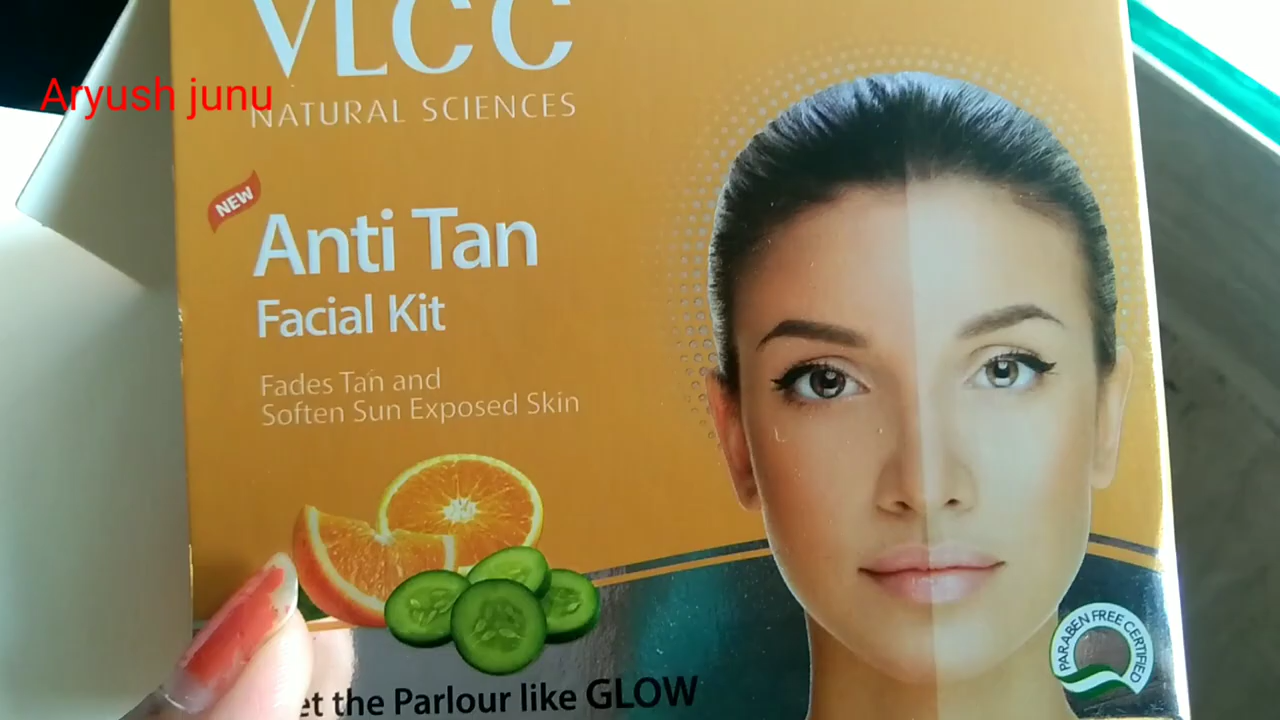 VLCC
Aryush junu
NATURAL SCIENCES
NEW
Anti Tan
Facial Kit
Fades Tan and
Soften Sun Exposed Skin
PARABEN FREE CERTIFIED
the Parlour like GLOW